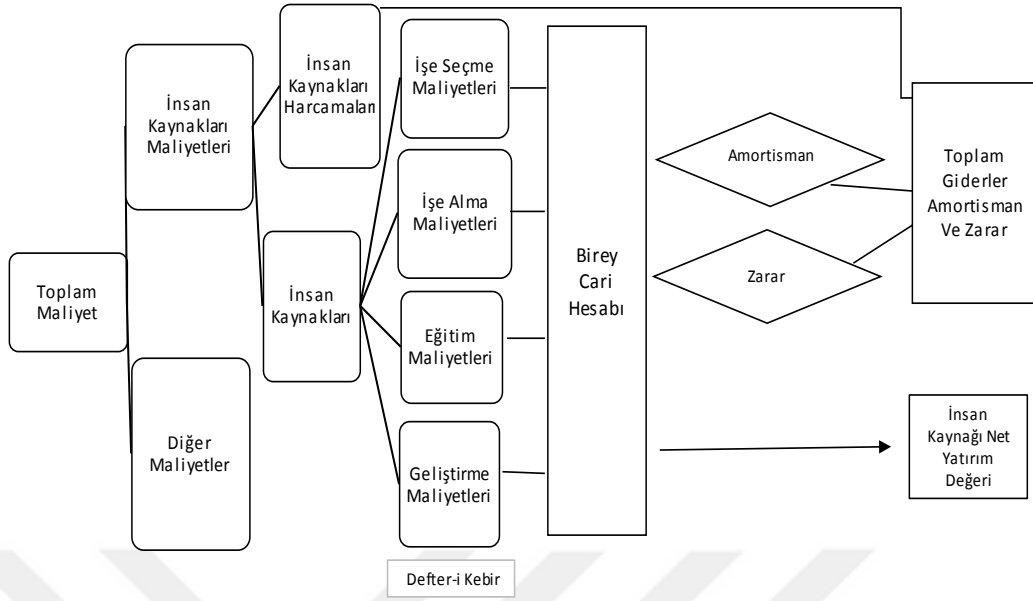 Toplam
Maliyet
İnsan
Kaynakları
Maliyetleri
Diğer
Maliyetler
İnsan
Kaynakları
Harcamaları
İnsan
Kaynakları
İşe Seçme
Maliyetleri
İşe Alma
Maliyetleri
Eğitim
Maliyetleri
Geliştirme
Maliyetleri
Defter-i Kebir
Birey
Cari
Hesabı
Amortisman
Zarar
Toplam
Giderler
Amortisman
Ve Zarar
İnsan
Kaynağı Net
Yatırım
Değeri